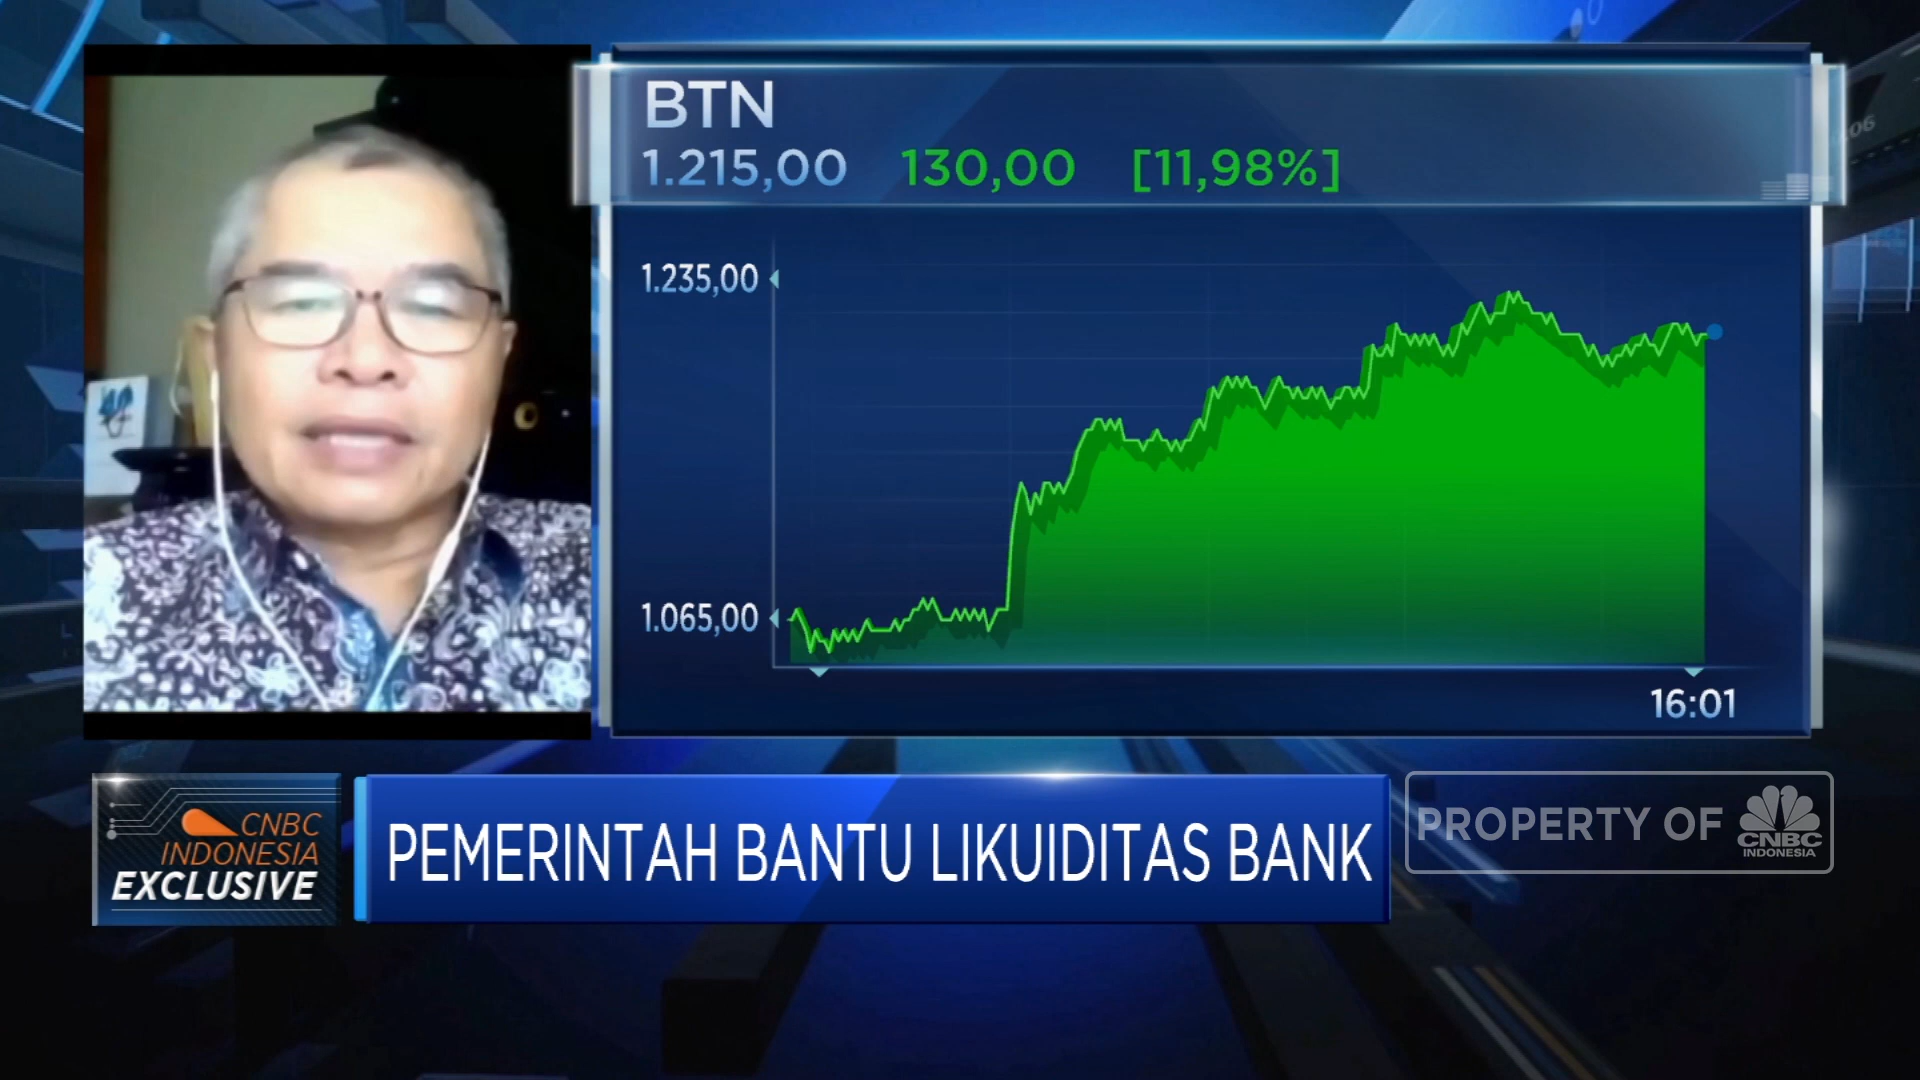 BTN
1.215,00 130,00 [11,98%]
1.235,00
1.065,00
16:01
CNBC
INDONESIA
EXCLUSIVE
PEMERINTAH BANTU LIKUIDITAS BANK
PROPERTY OF CNBC
INDONESIA